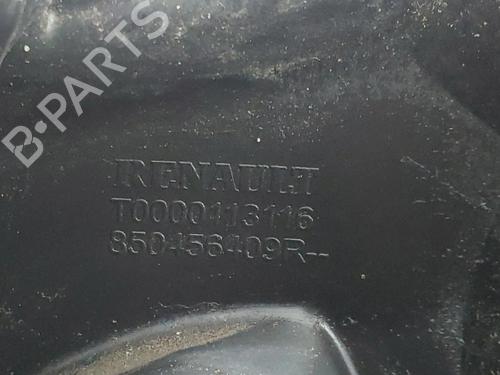 B-PARTS
RENAULT
T0000113116
850456409R--